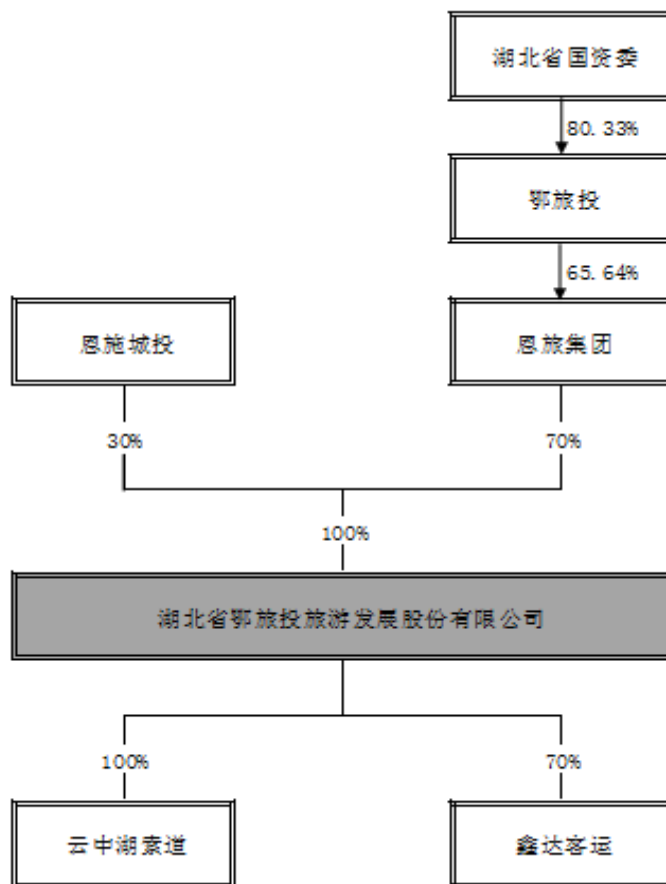 湖北省国资委
80.33%
鄂旅投
65.64%
恩施城投
恩旅集团
30%
70%
100%
湖北省鄂旅投旅游发展股份有限公司
100%
70%
云中湖索道
鑫达客运